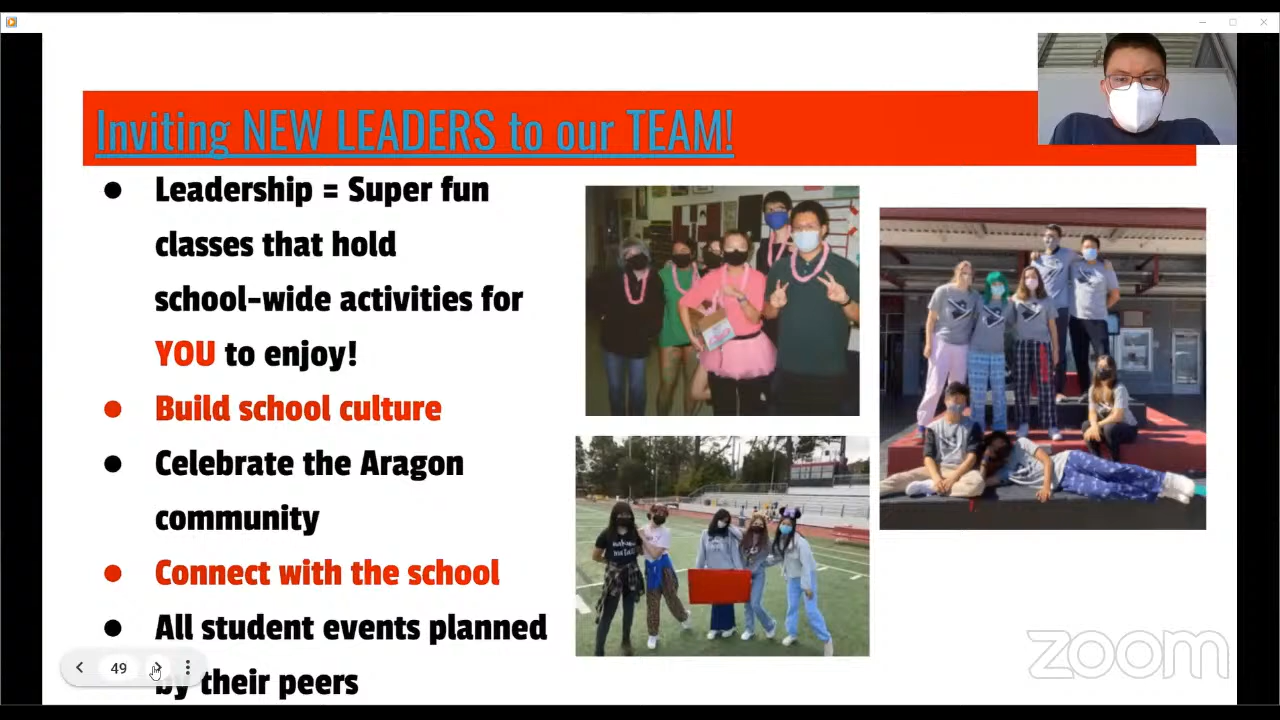 Inviting NEW LEADERS to our TEAM!
Leadership = Super fun
classes that hold
school-wide activities for
YOU to enjoy!
Build school culture
Celebrate the Aragon
community
Connect with the school
All student events planned
by their peers
49
zoom